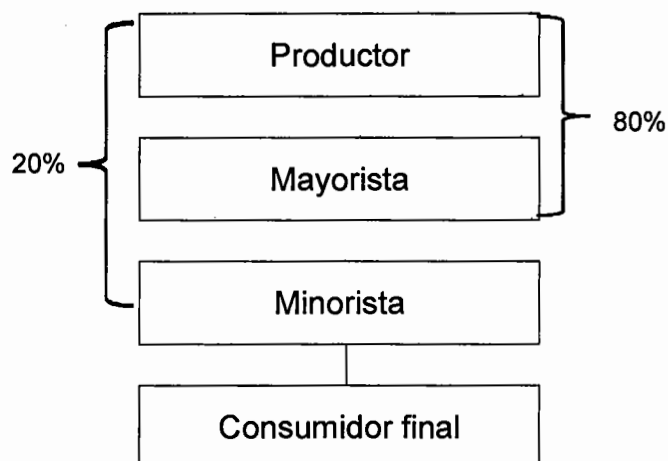 Productor
80%
20%
Mayorista
Minorista
Consumidor final